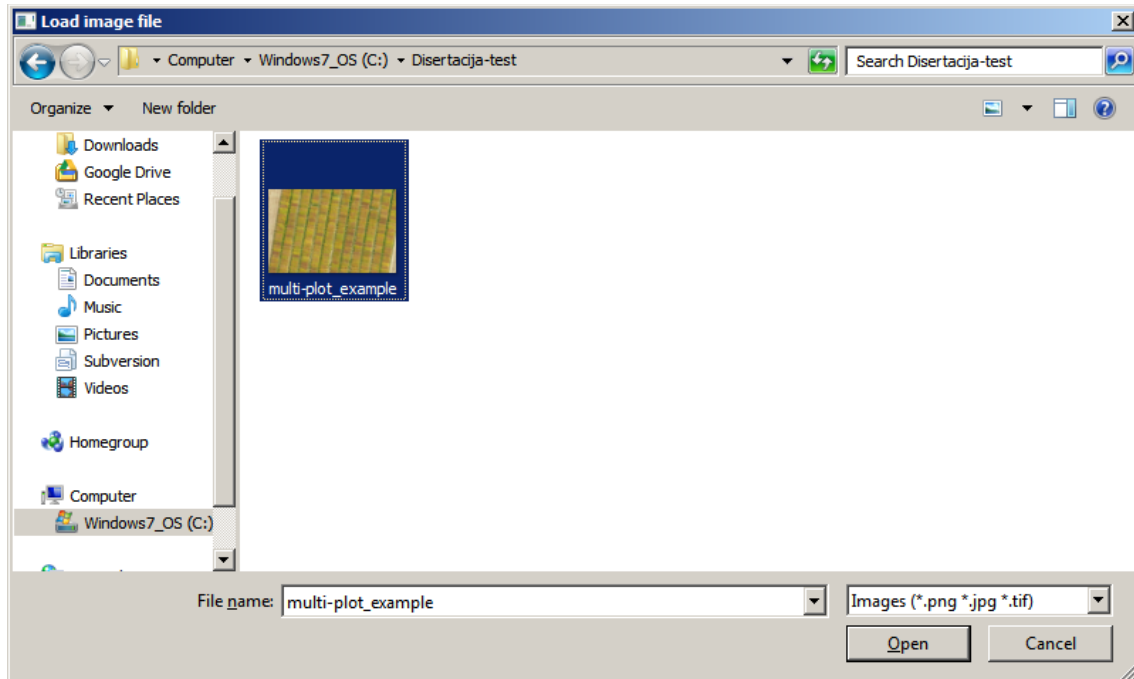 Load image file
Computer Windows7_OS (C:) Disertacija-test
Search Disertacija-test
Organize New folder
Downloads
Google Drive
Recent Places
Libraries
Documents
Music
Pictures
Subversion
Videos
Homegroup
Computer
Windows7_OS (C:)
multi-plot_example
File name: multi-plot_example
Images (*.png *.jpg *.tif)
Open Cancel